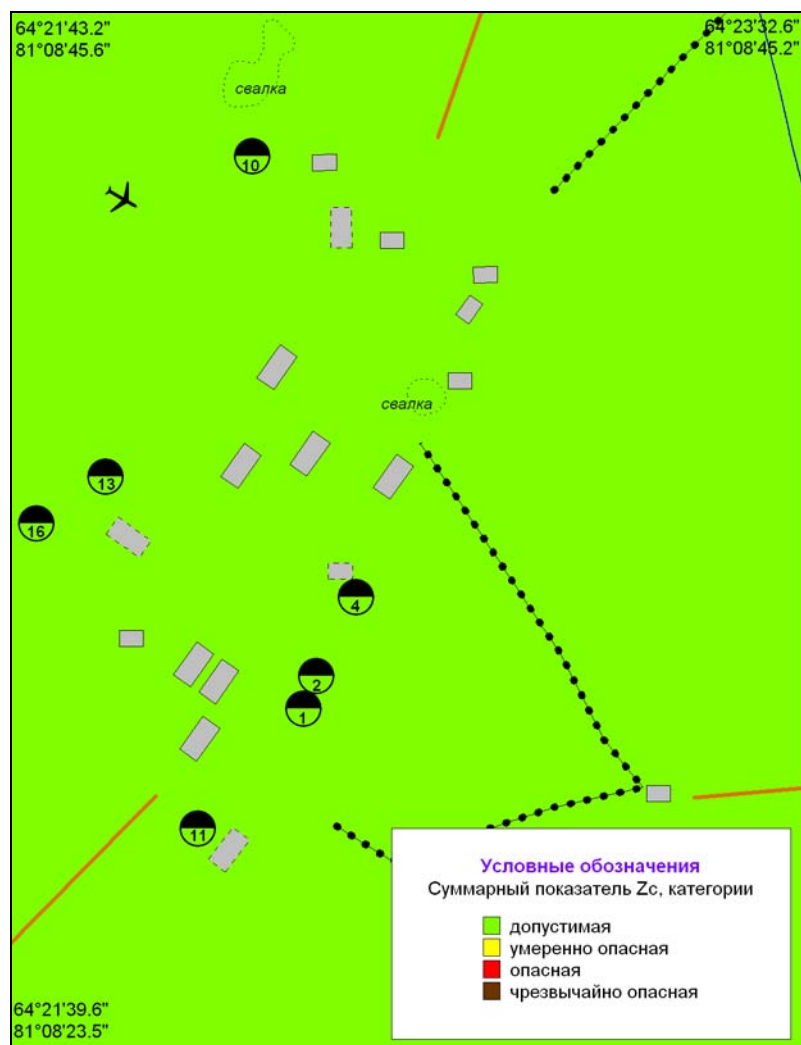 64°21'43.2"
81°08'45.6"
64°23'32.6"
81°08'45.2"
свалка
10
свалка
13
16
4
2
1
11
Условные обозначения
Суммарный показатель Zc, категории
допустимая
умеренно опасная
опасная
чрезвычайно опасная
64°21'39.6"
81°08'23.5"